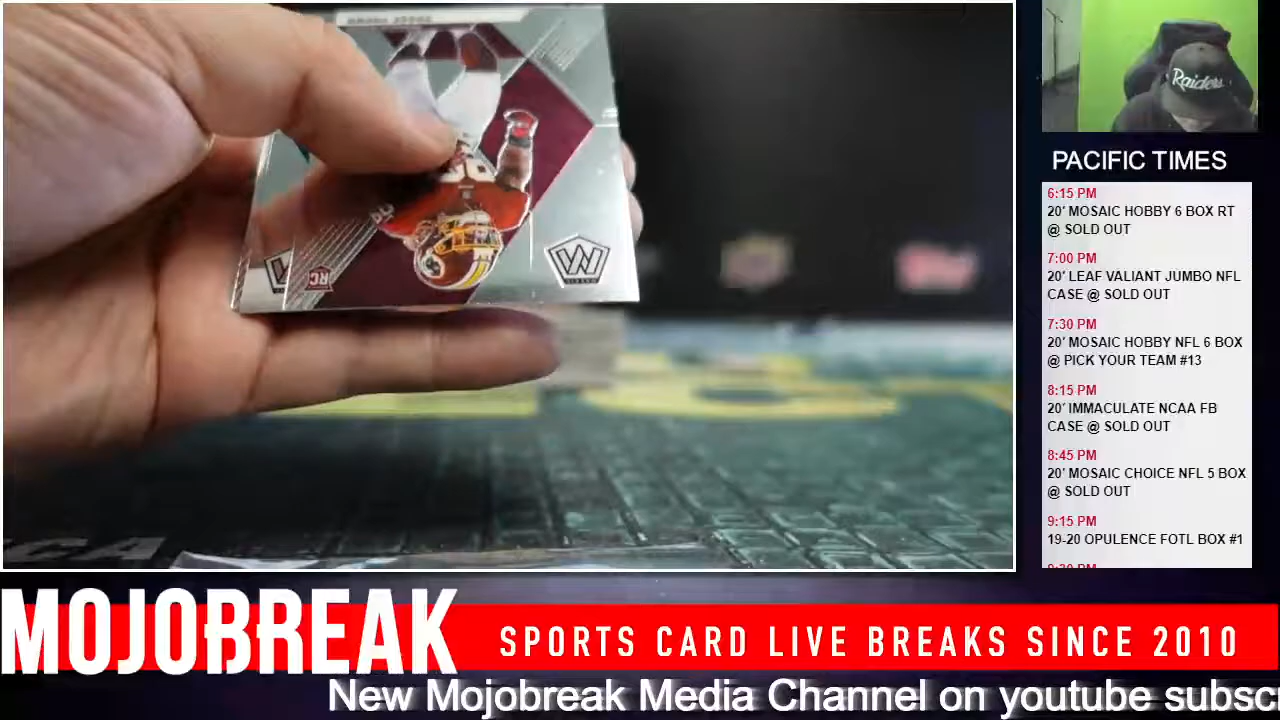 Raiders
PACIFIC TIMES
6:15 PM
20' MOSAIC HOBBY 6 BOX RT
@ SOLD OUT
7:00 PM
20' LEAF VALIANT JUMBO NFL
CASE @ SOLD OUT
7:30 PM
20' MOSAIC HOBBY NFL 6 BOX
@ PICK YOUR TEAM #13
8:15 PM
20' IMMACULATE NCAA FB
CASE @ SOLD OUT
8:45 PM
20' MOSAIC CHOICE NFL 5 BOX
@ SOLD OUT
9:15 PM
19-20 OPULENCE FOTL BOX #1
RC
MOJOBREAK
SPORTS CARD LIVE BREAKS SINCE 2010
New Mojobreak Media Channel on youtube subsc